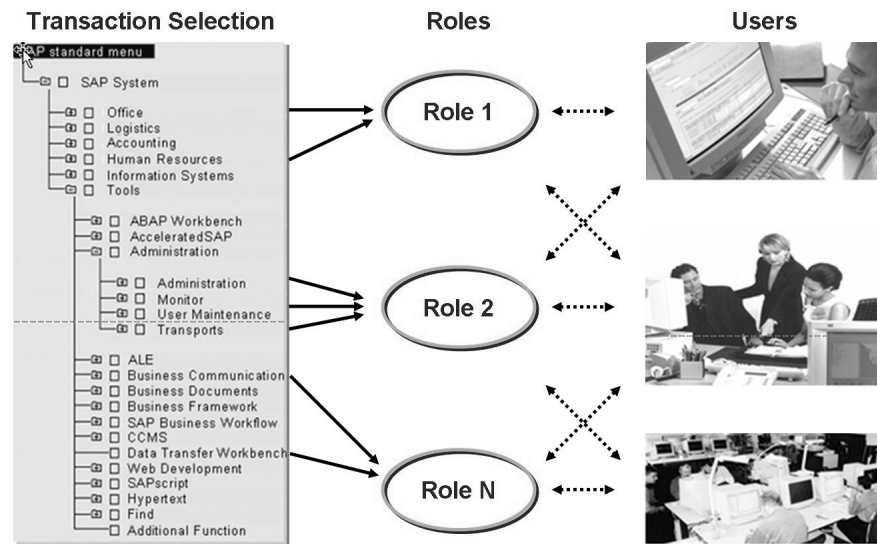 Transaction Selection
Roles
Users
AP standard menu
SAP System
Office
Logistics
Accounting
Human Resources
Information Systems
Tools
ABAP Workbench
AcceleratedSAP
Administration
Administration
Monitor
User Maintenance
Transports
ALE
Business Communication
Business Documents
Business Framework
SAP Business Workflow
CCMS
Data Transfer Workbench
Web Development
SAPscript
Hypertext
Find
Additional Function
Role 1
Role 2
Role N